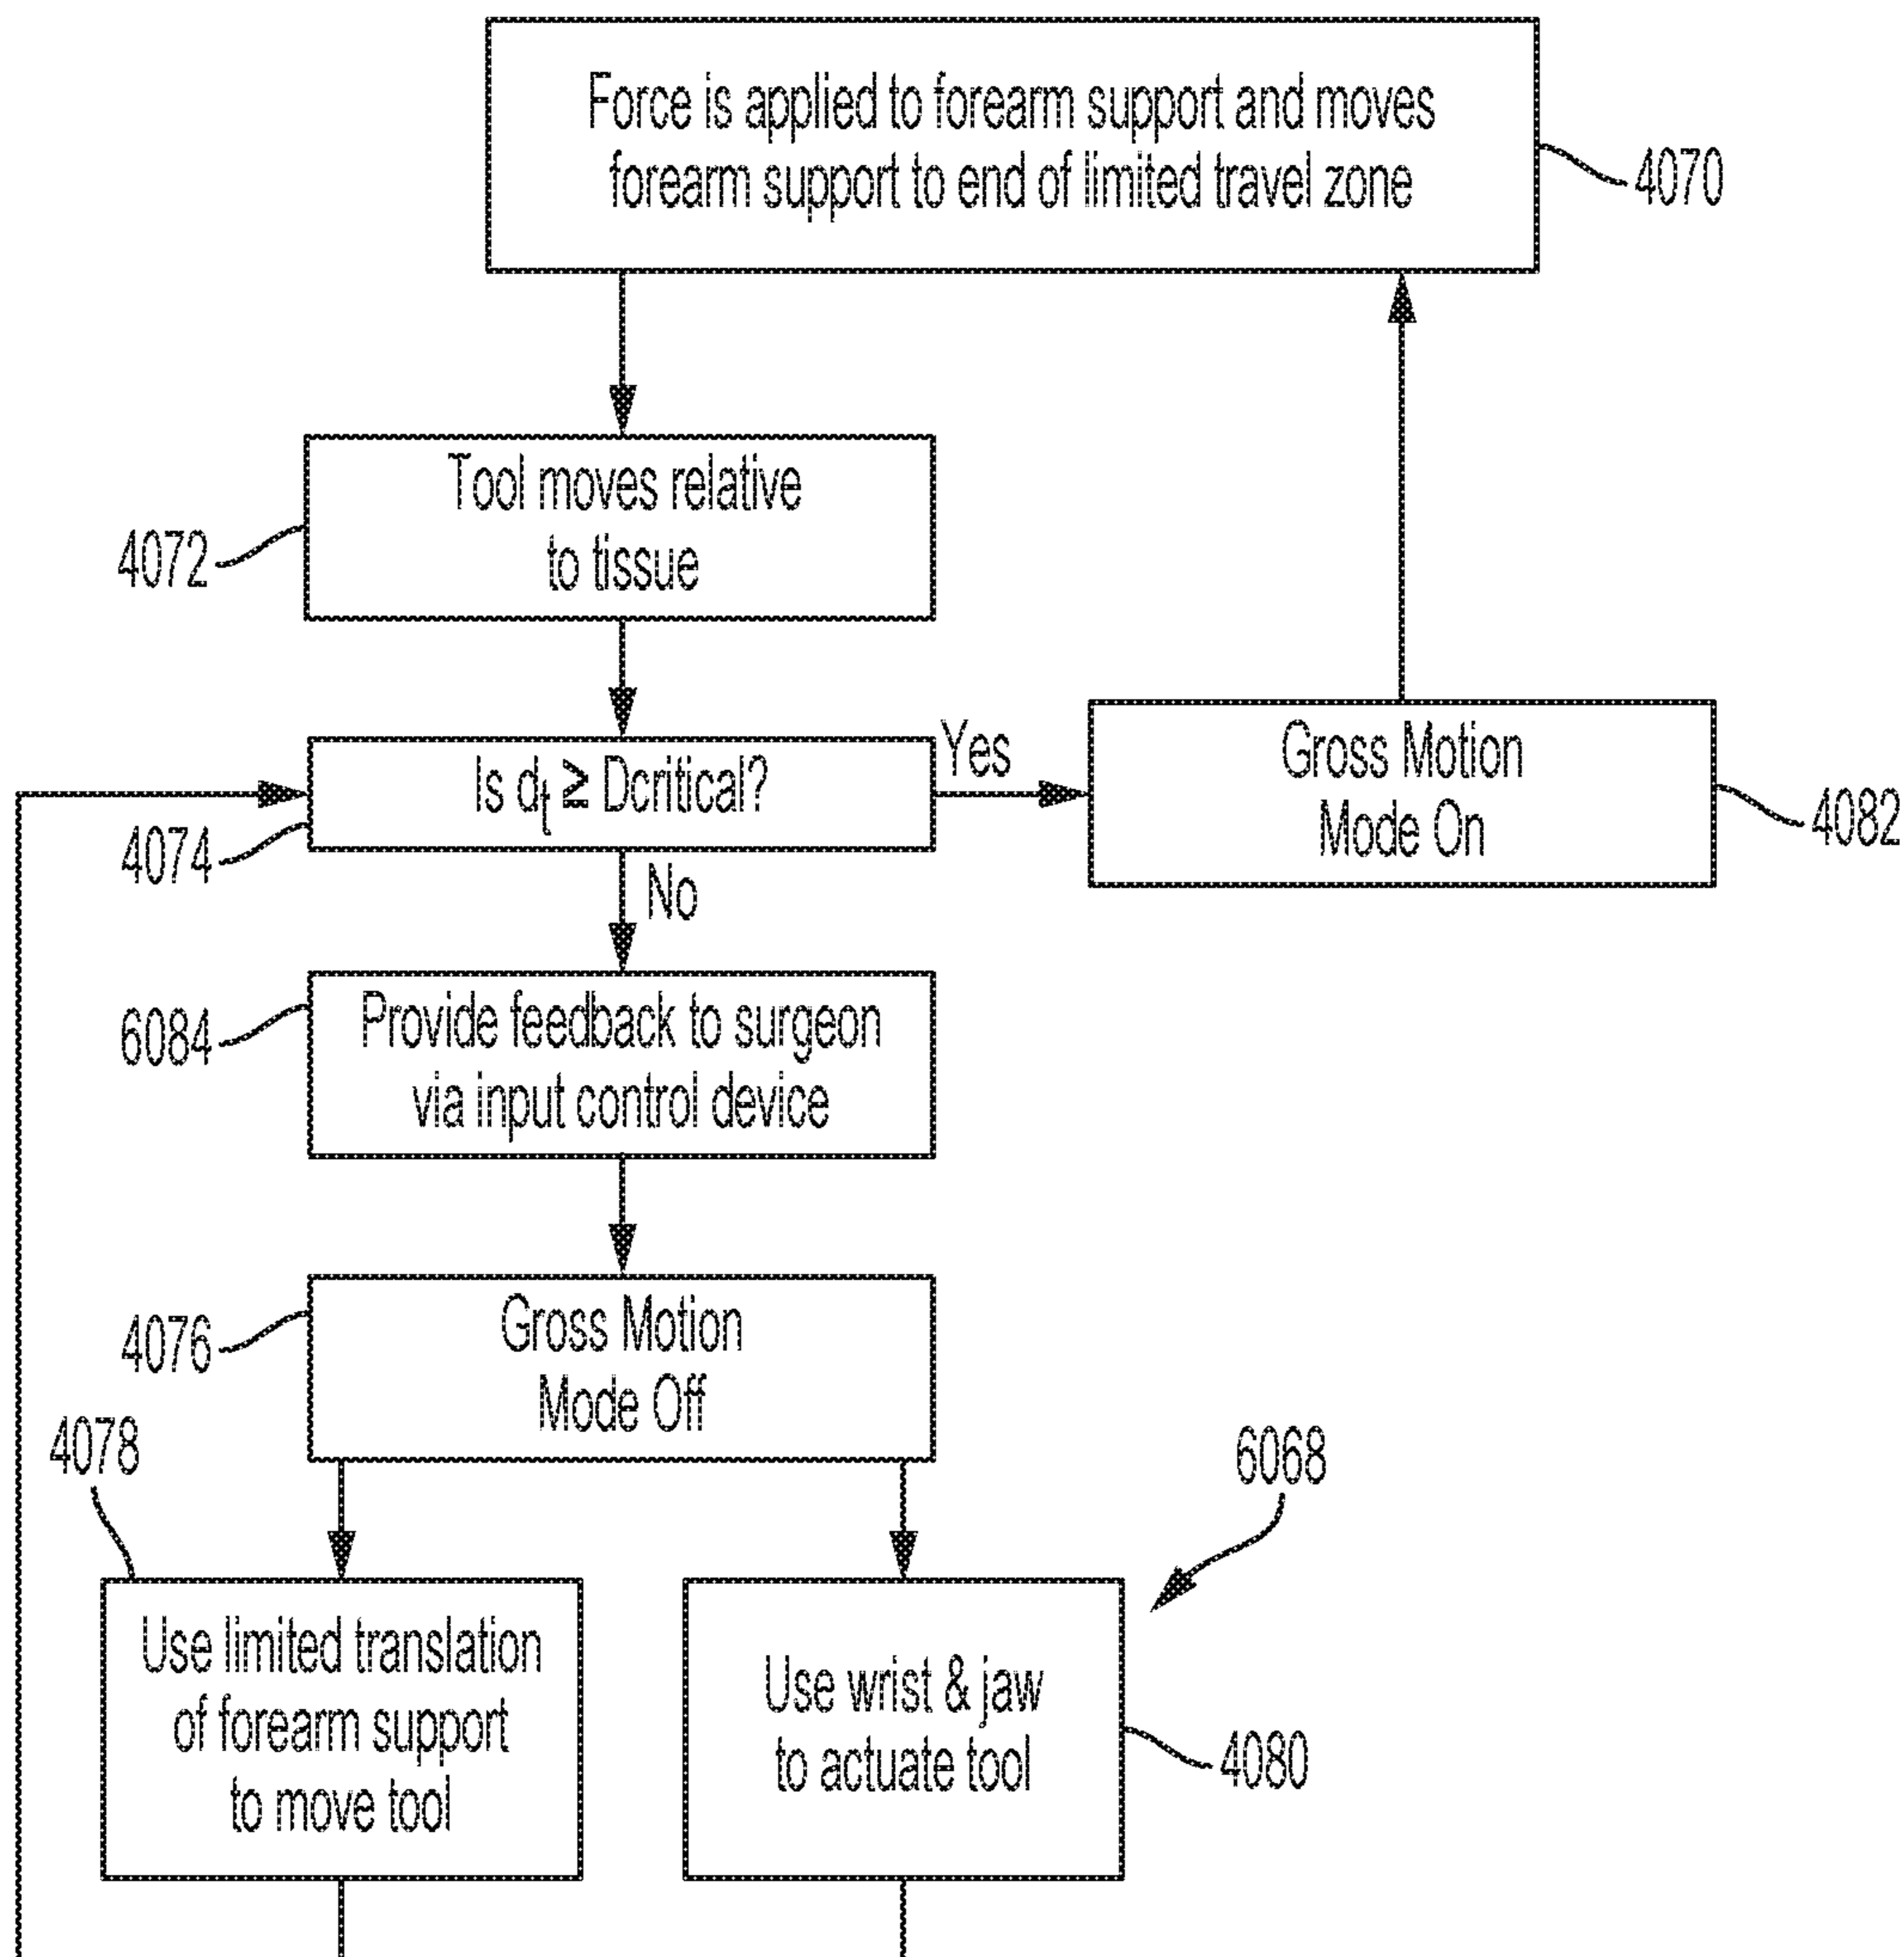 Force is applied to forearm support and moves
forearm support to end of limited travel zone
4070
Tool moves relative
to tissue
4072
Is dt ≥ Dcritical?
4074
Yes
Gross Motion
Mode On
4082
No
6084
Provide feedback to surgeon
via input control device
Gross Motion
Mode Off
4076
4078
6068
Use limited translation
of forearm support
to move tool
Use wrist & jaw
to actuate tool
4080